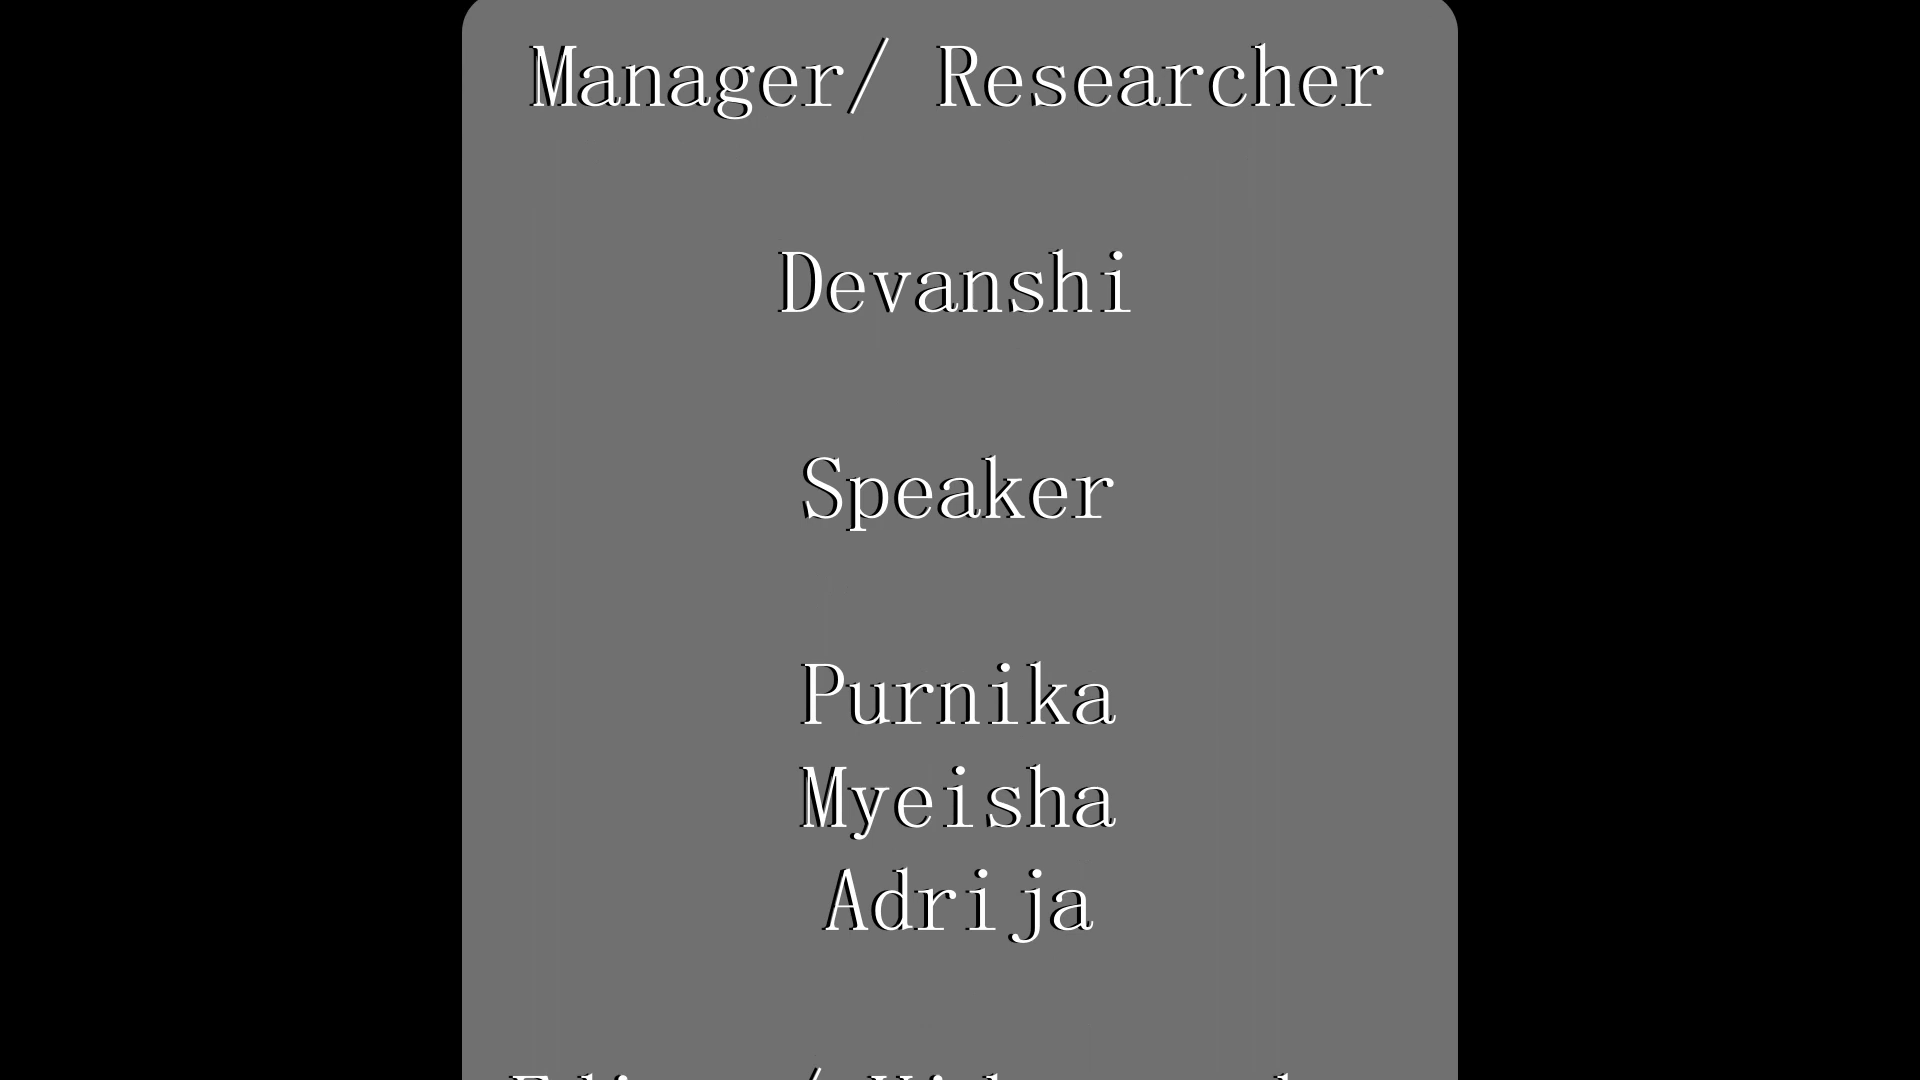 Manager/ Researcher
Devanshi
Speaker
Purnika
Myeisha
Adrija